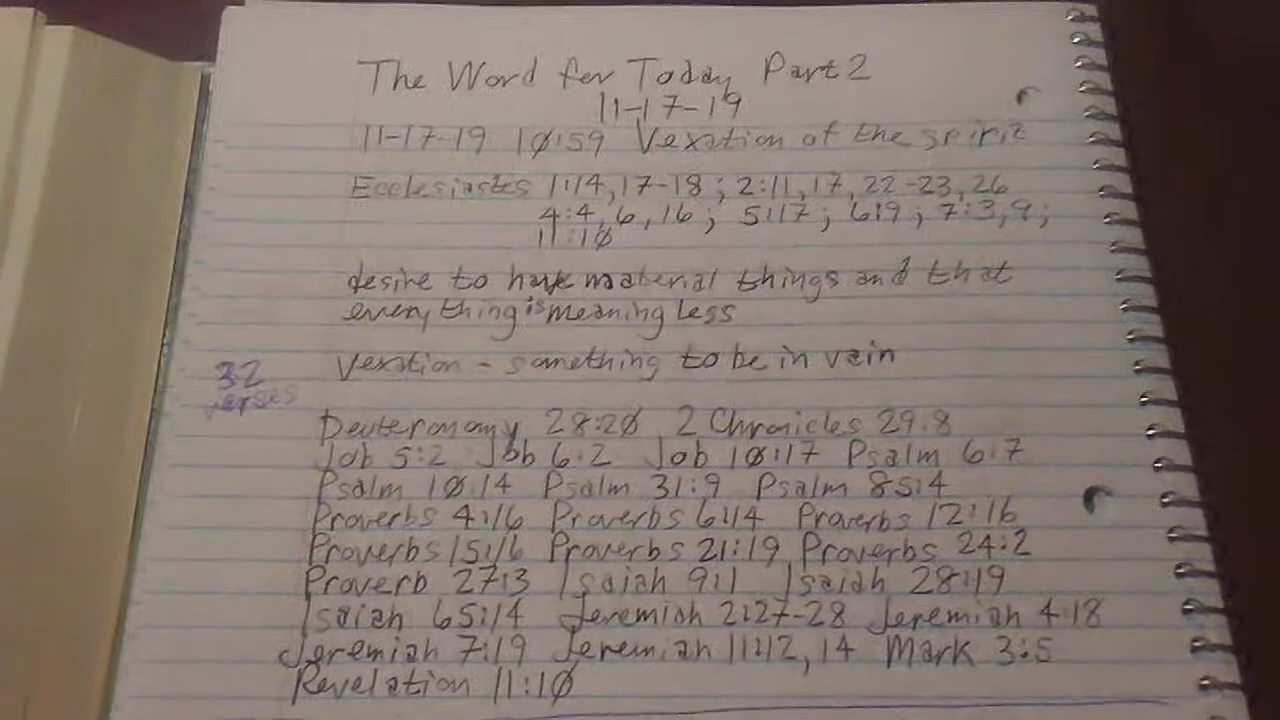 The Word for Today Part 2
11-17-19
11-17-19 10:59 Vexation of the spirit
Ecclesiastes 1:14, 17-18; 2:11, 17, 22-23, 26
4:4, 6, 16; 5:17; 6:9; 7:3, 9;
11:10
desire to have material things and that
everything is meaning less
Vexation - something to be in vein
32
verses
Deuteronomy 28:20 2 Chronicles 29:8
Job 5:2 Job 6:2 Job 10:17 Psalm 6:7
Psalm 10:14 Psalm 31:9 Psalm 85:4
Proverbs 4:16 Proverbs 6:14 Proverbs 12:16
Proverbs 15:16 Proverbs 21:19 Proverbs 24:2
Proverb 27:3 Isaiah 9:1 Isaiah 28:19
Isaiah 65:14 Jeremiah 2:27-28 Jeremiah 4:18
Jeremiah 7:19 Jeremiah 11:12, 14 Mark 3:5
Revelation 11:10